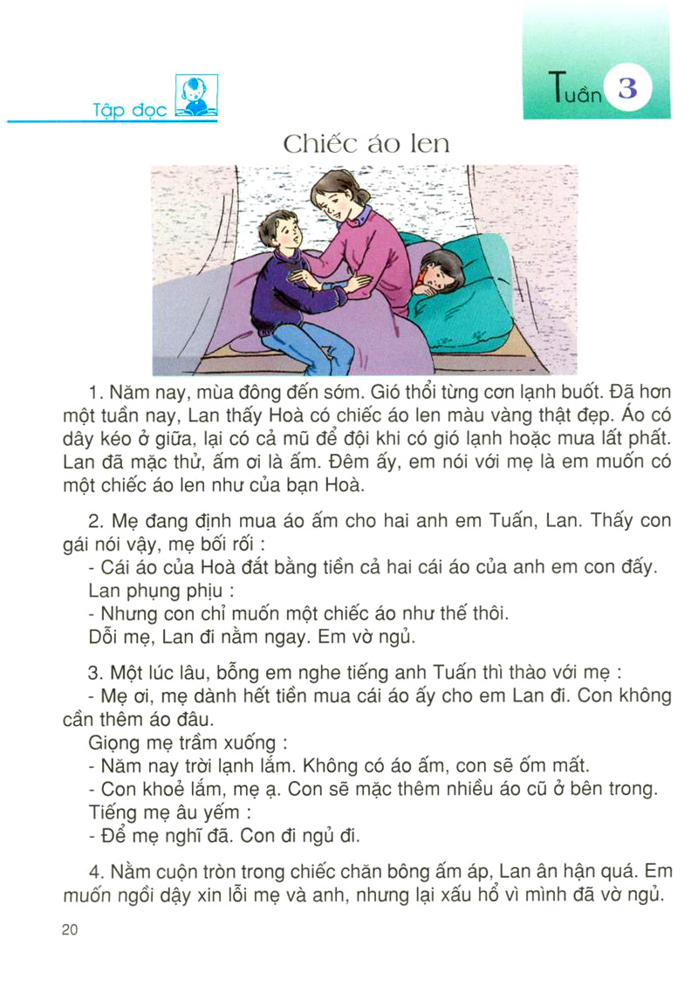 Tuần 3
Tập đọc
Chiếc áo len
1. Năm nay, mùa đông đến sớm. Gió thổi từng cơn lạnh buốt. Đã hơn
một tuần nay, Lan thấy Hoà có chiếc áo len màu vàng thật đẹp. Áo có
dây kéo ở giữa, lại có cả mũ để đội khi có gió lạnh hoặc mưa lất phất.
Lan đã mặc thử, ấm ơi là ấm. Đêm ấy, em nói với mẹ là em muốn có
một chiếc áo len như của bạn Hoà.
2. Mẹ đang định mua áo ấm cho hai anh em Tuấn, Lan. Thấy con
gái nói vậy, mẹ bối rối :
- Cái áo của Hoà đắt bằng tiền cả hai cái áo của anh em con đấy.
Lan phụng phịu :
- Nhưng con chỉ muốn một chiếc áo như thế thôi.
Dỗi mẹ, Lan đi nằm ngay. Em vờ ngủ.
3. Một lúc lâu, bỗng em nghe tiếng anh Tuấn thì thào với mẹ :
- Mẹ ơi, mẹ dành hết tiền mua cái áo ấy cho em Lan đi. Con không
cần thêm áo đâu.
Giọng mẹ trầm xuống :
- Năm nay trời lạnh lắm. Không có áo ấm, con sẽ ốm mất.
- Con khoẻ lắm, mẹ ạ. Con sẽ mặc thêm nhiều áo cũ ở bên trong.
Tiếng mẹ âu yếm :
- Để mẹ nghĩ đã. Con đi ngủ đi.
4. Nằm cuộn tròn trong chiếc chăn bông ấm áp, Lan ân hận quá. Em
muốn ngồi dậy xin lỗi mẹ và anh, nhưng lại xấu hổ vì mình đã vờ ngủ.
20